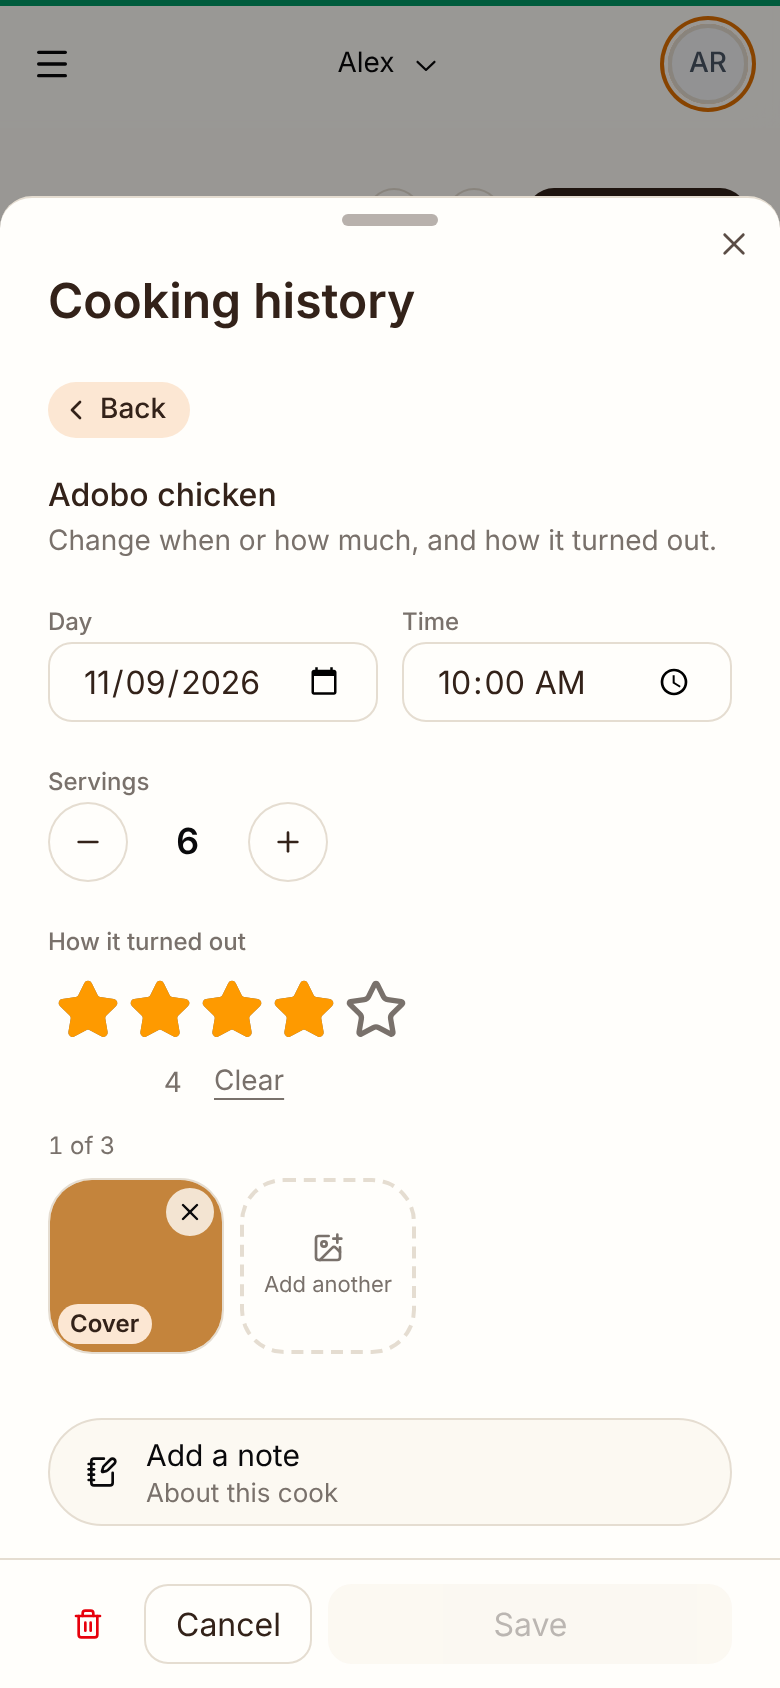 Alex
AR
Cooking history
Back
Adobo chicken
Change when or how much, and how it turned out.
Day
Time
11/09/2026
10:00 AM
Servings
6
How it turned out
4
Clear
1 of 3
Cover
Add another
Add a note
About this cook
Cancel
Save